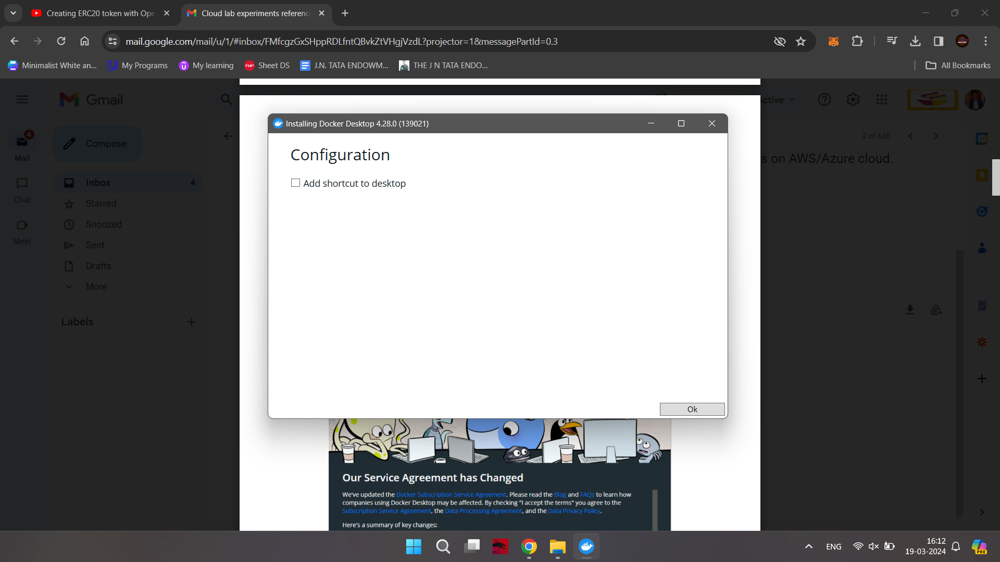 Creating ERC20 token with Ope
Cloud lab experiments referenc
mail.google.com/mail/u/1/#inbox/FMfcgzGxSHppRDLfntQBvkZtVHgjVzdL?projector=1&messagePartId=0.3
Minimalist White an...
My Programs
My learning
TUF Sheet DS
J.N. TATA ENDOWM...
THE J N TATA ENDO...
All Bookmarks
Gmail
ctive
4
Mail
Compose
2 of 638
31
Installing Docker Desktop 4.28.0 (139021)
Configuration
Add shortcut to desktop
Ok
s on AWS/Azure cloud.
Inbox 4
Chat
Starred
Snoozed
Meet
Sent
Drafts
More
Labels
Our Service Agreement has Changed
We've updated the Docker Subscription Service Agreement. Please read the Blog and FAQs to learn how
companies using Docker Desktop may be affected. By checking "I accept the terms" you agree to the
Subscription Service Agreement, the Data Processing Agreement, and the Data Privacy Policy.
Here's a summary of key changes:
ENG
16:12
19-03-2024
PRE